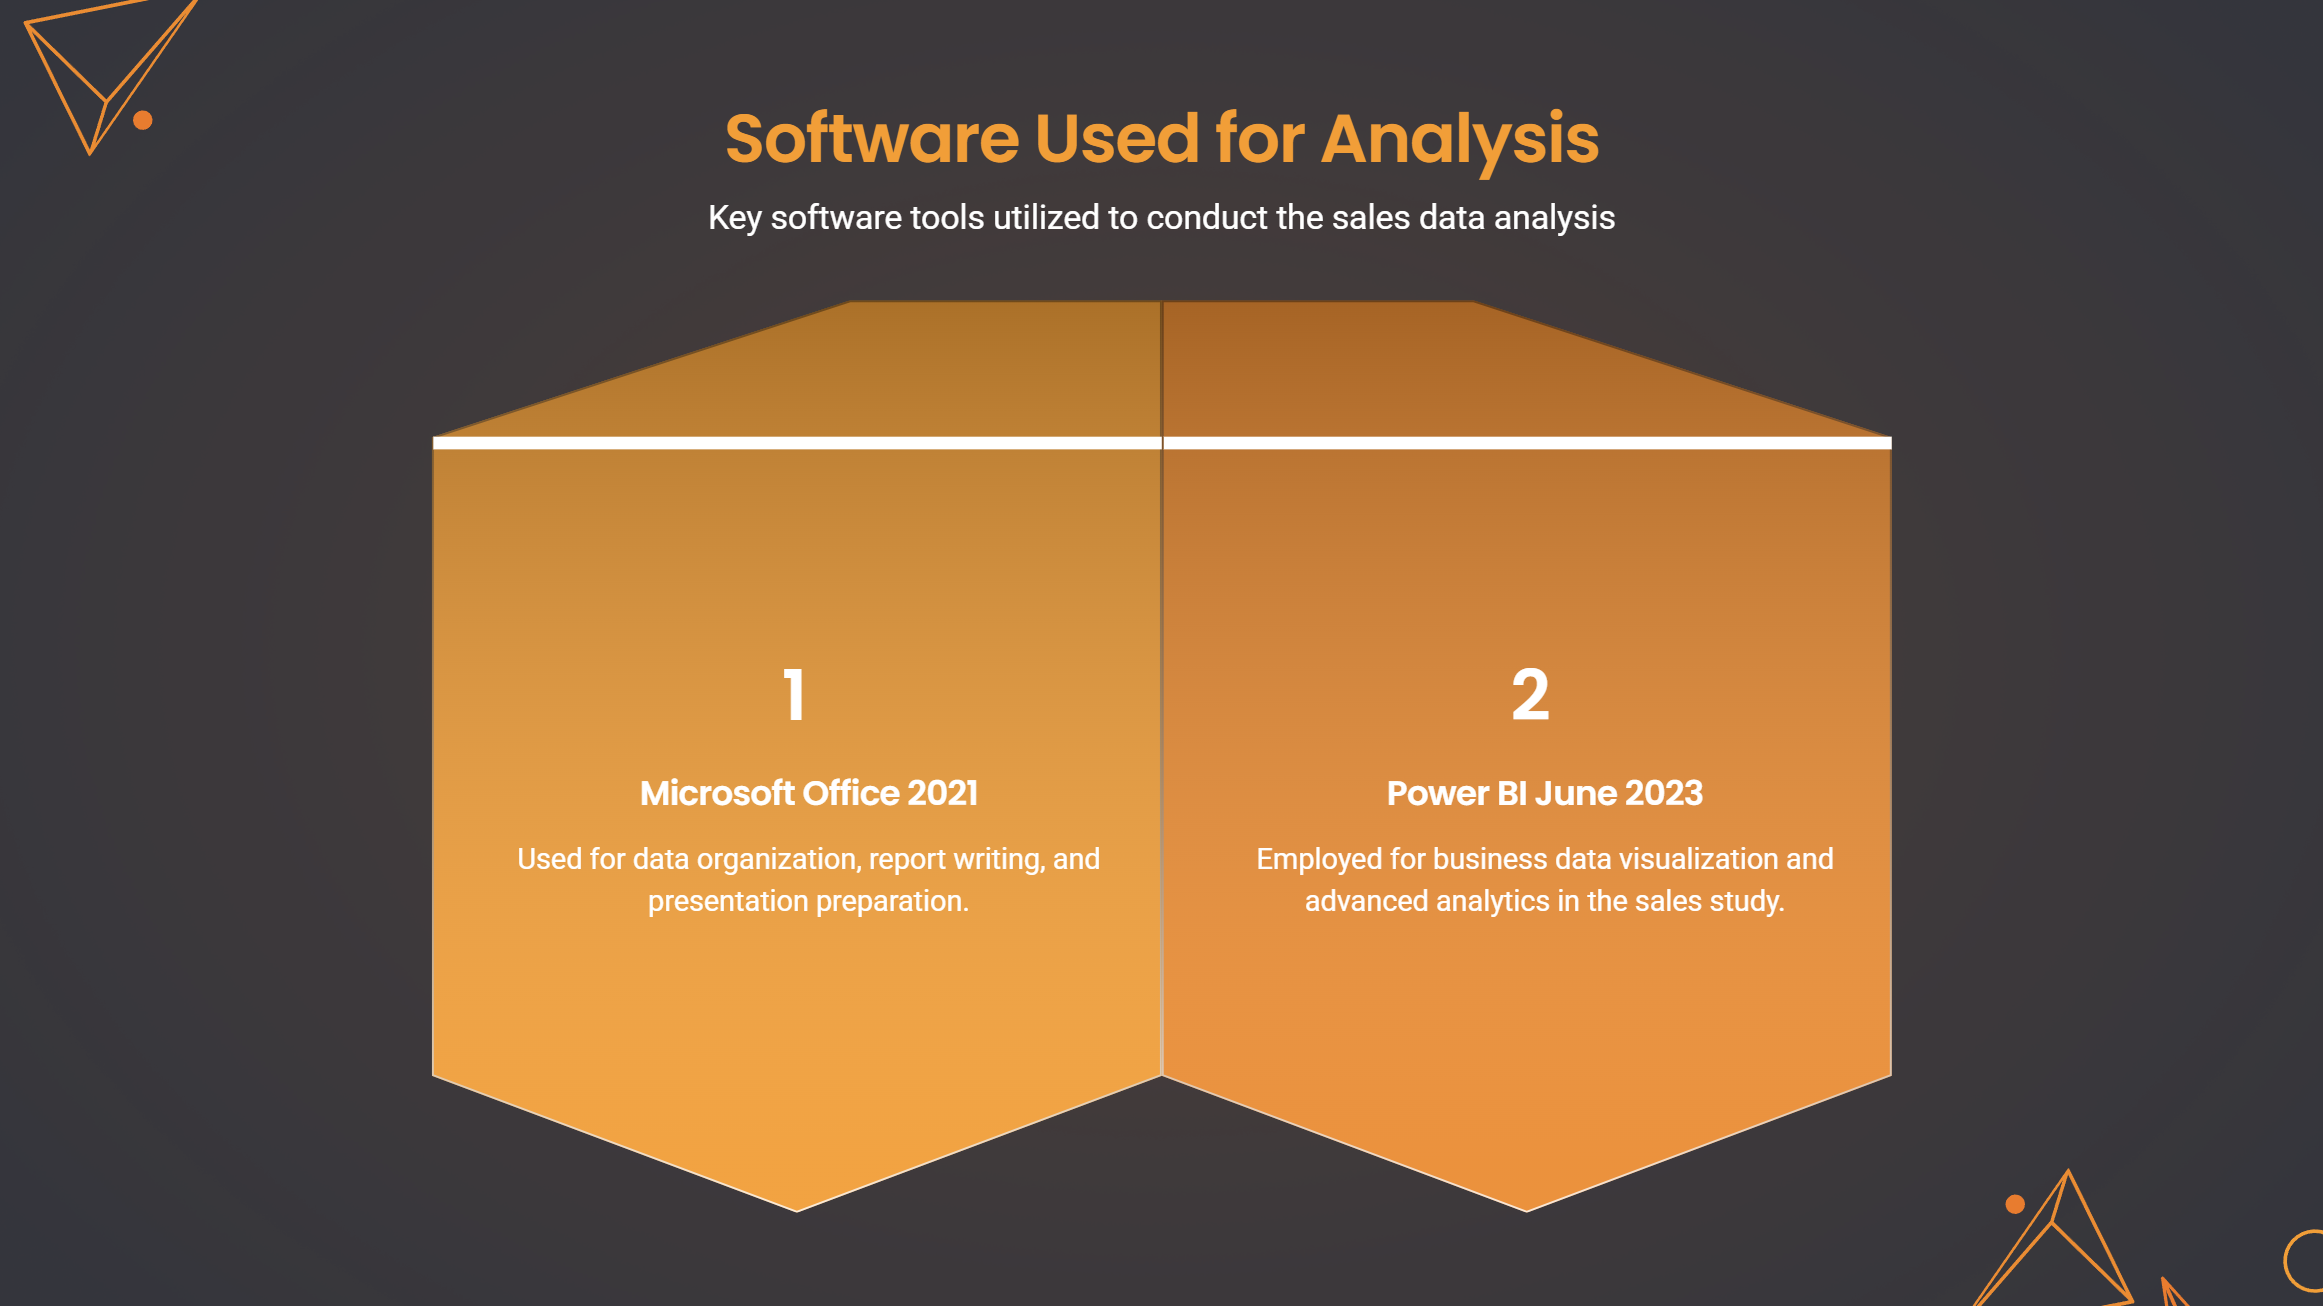 Software Used for Analysis
Key software tools utilized to conduct the sales data analysis
1
Microsoft Office 2021
Used for data organization, report writing, and
presentation preparation.
2
Power BI June 2023
Employed for business data visualization and
advanced analytics in the sales study.